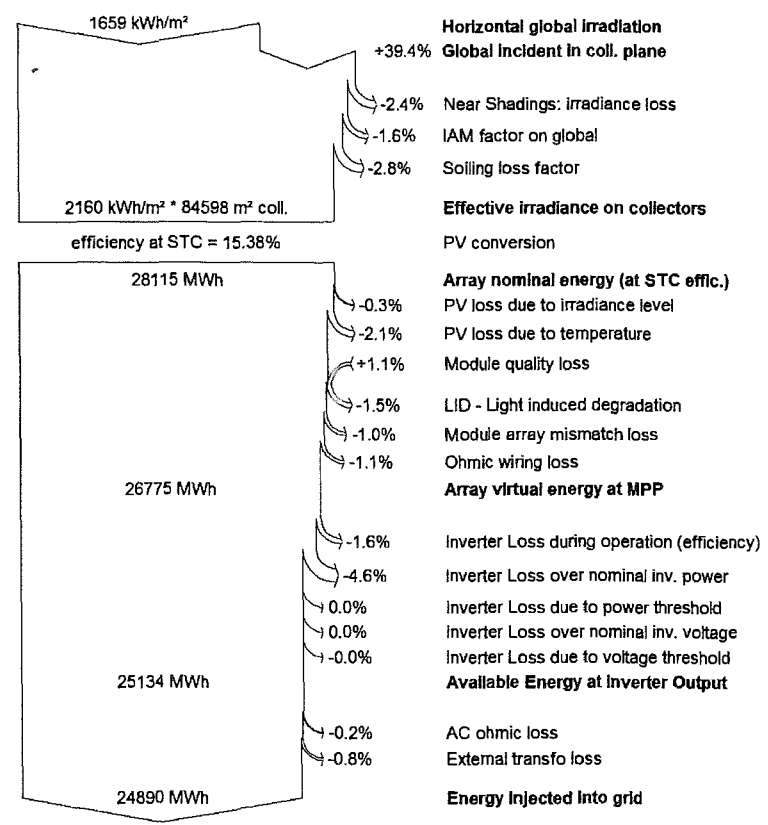 1659 kWh/m² Horizontal global irradiation
+39.4% Global incident in coll. plane
-2.4% Near Shadings: irradiance loss
-1.6% IAM factor on global
-2.8% Soiling loss factor
2160 kWh/m² * 84598 m² coll. Effective irradiance on collectors
efficiency at STC = 15.38% PV conversion
28115 MWh Array nominal energy (at STC effic.)
-0.3% PV loss due to irradiance level
-2.1% PV loss due to temperature
+1.1% Module quality loss
-1.5% LID - Light induced degradation
-1.0% Module array mismatch loss
-1.1% Ohmic wiring loss
26775 MWh Array virtual energy at MPP
-1.6% Inverter Loss during operation (efficiency)
-4.6% Inverter Loss over nominal inv. power
0.0% Inverter Loss due to power threshold
0.0% Inverter Loss over nominal inv. voltage
-0.0% Inverter Loss due to voltage threshold
25134 MWh Available Energy at Inverter Output
-0.2% AC ohmic loss
-0.8% External transfo loss
24890 MWh Energy injected into grid